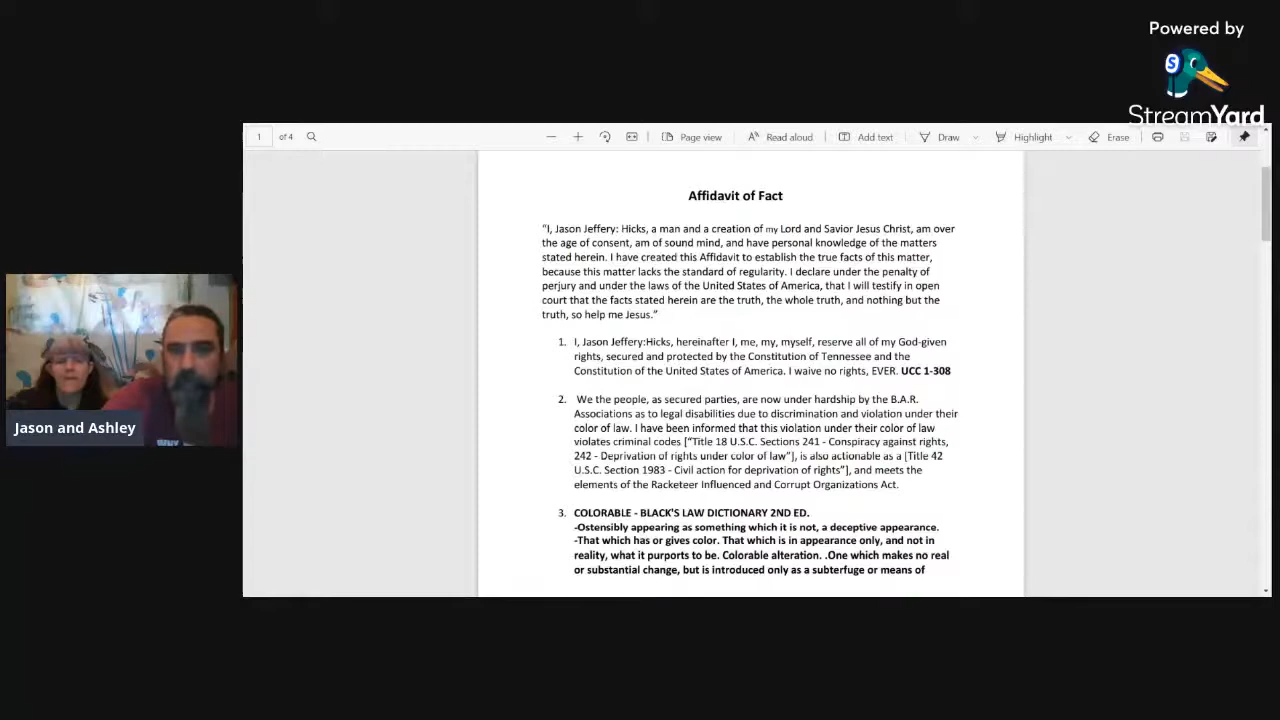 Powered by
StreamYard
1 of 4
Page view
Read aloud
Add text
Draw
Highlight
Erase
Affidavit of Fact
“I, Jason Jeffery: Hicks, a man and a creation of my Lord and Savior Jesus Christ, am over
the age of consent, am of sound mind, and have personal knowledge of the matters
stated herein. I have created this Affidavit to establish the true facts of this matter,
because this matter lacks the standard of regularity. I declare under the penalty of
perjury and under the laws of the United States of America, that I will testify in open
court that the facts stated herein are the truth, the whole truth, and nothing but the
truth, so help me Jesus.”
1. I, Jason Jeffery:Hicks, hereinafter I, me, my, myself, reserve all of my God-given
rights, secured and protected by the Constitution of Tennessee and the
Constitution of the United States of America. I waive no rights, EVER. UCC 1-308
2. We the people, as secured parties, are now under hardship by the B.A.R.
Associations as to legal disabilities due to discrimination and violation under their
color of law. I have been informed that this violation under their color of law
violates criminal codes [“Title 18 U.S.C. Sections 241 - Conspiracy against rights,
242 - Deprivation of rights under color of law”], is also actionable as a [Title 42
U.S.C. Section 1983 - Civil action for deprivation of rights”], and meets the
elements of the Racketeer Influenced and Corrupt Organizations Act.
3. COLORABLE - BLACK'S LAW DICTIONARY 2ND ED.
-Ostensibly appearing as something which it is not, a deceptive appearance.
-That which has or gives color. That which is in appearance only, and not in
reality, what it purports to be. Colorable alteration. .One which makes no real
or substantial change, but is introduced only as a subterfuge or means of
Jason and Ashley
WHY